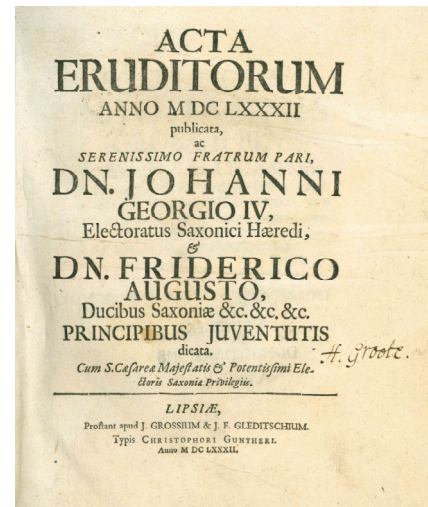 ACTA
ERUDITORUM
ANNO M DC LXXXII
publicata,
ac
SERENISSIMO FRATRUM PARI,
DN. JOHANNI
GEORGIO IV,
Electoratus Saxonici Hæredi,
&
DN. FRIDERICO
AUGUSTO,
Ducibus Saxoniæ &c. &c. &c.
PRINCIPIBUS JUVENTUTIS
dicata.
H. Groote.
Cum S. Cæsareæ Majestatis & Potentissimi Ele-
ctoris Saxoniæ Privilegiis.
LIPSIÆ,
Prostant apud J. GROSSIUM & J. F. GLEDITSCHIUM.
Typis CHRISTOPHORI GUNTHERI.
Anno M DC LXXXII.